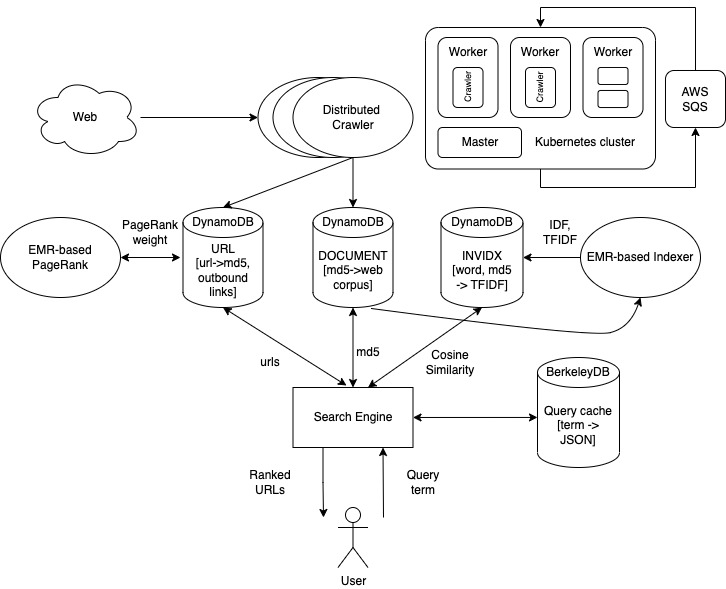 Worker
Worker
Worker
Crawler
Crawler
Master
Kubernetes cluster
AWS
SQS
Web
Distributed
Crawler
DynamoDB
URL
[url->md5,
outbound
links]
DynamoDB
DOCUMENT
[md5->web
corpus]
DynamoDB
INVIDX
[word, md5
-> TFIDF]
EMR-based
PageRank
PageRank
weight
IDF,
TFIDF
EMR-based Indexer
urls
md5
Cosine
Similarity
Search Engine
BerkeleyDB
Query cache
[term ->
JSON]
Ranked
URLs
Query
term
User